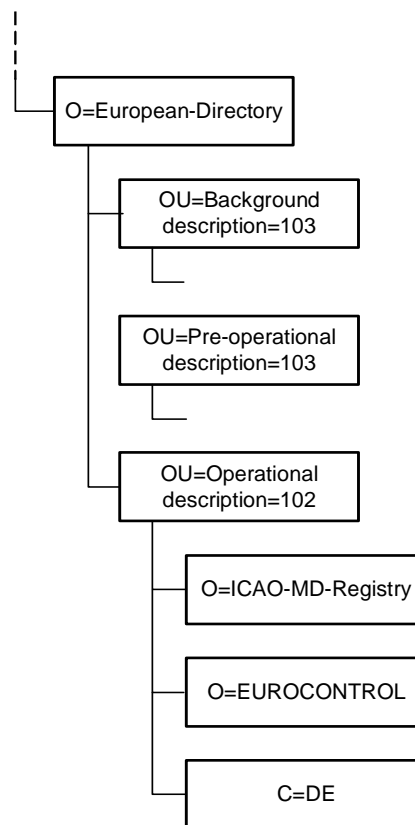 O=European-Directory
OU=Background
description=103
OU=Pre-operational
description=103
OU=Operational
description=102
O=ICAO-MD-Registry
O=EUROCONTROL
C=DE